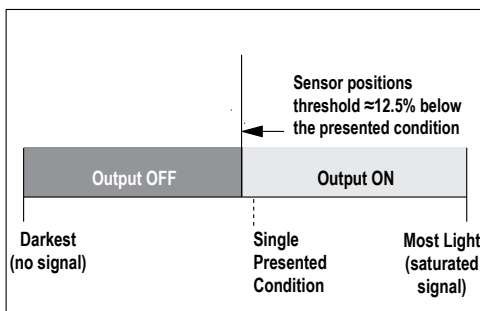 Sensor positions
threshold ≈12.5% below
the presented condition
Output OFF
Output ON
Darkest
(no signal)
Single
Presented
Condition
Most Light
(saturated
signal)